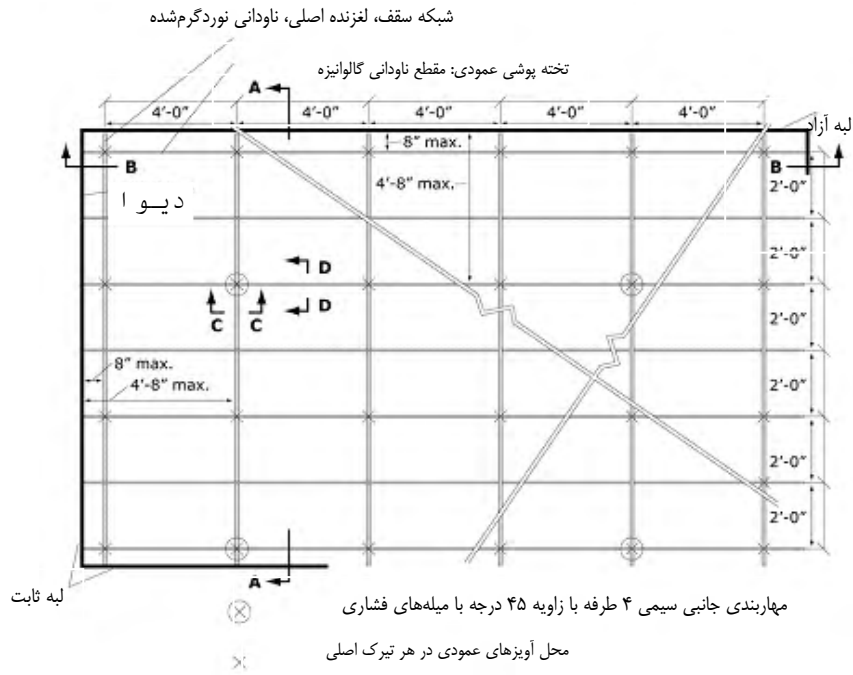 شبکه سقف، لغزنده اصلی، ناودانی نوردگرم‌شده
تخته پوشی عمودی: مقطع ناودانی گالوانیزه
A
4'-0" 4'-0" 4'-0" 4'-0" 4'-0"
لبه آزاد
8" max.
B B
4'-8" max.
2'-0"
دیوا
2'-0"
2'-0"
D
D
C C
2'-0"
8" max.
4'-8" max.
2'-0"
2'-0"
2'-0"
A
لبه ثابت
مهاربندی جانبی سیمی ۴ طرفه با زاویه ۴۵ درجه با میله‌های فشاری
محل آویزهای عمودی در هر تیرک اصلی